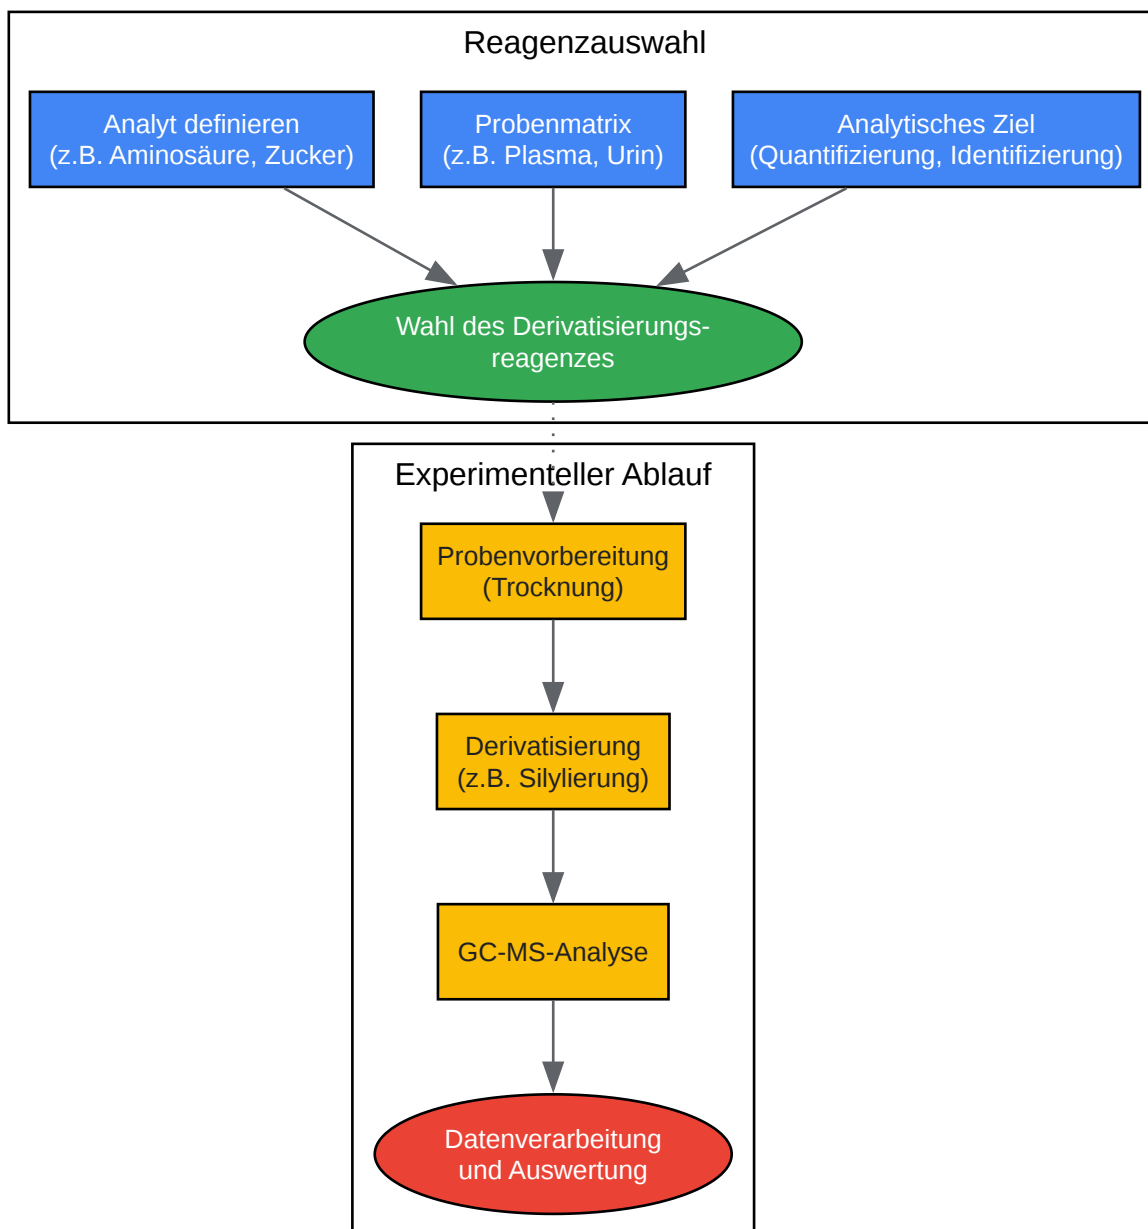 Reagenzauswahl
Analyt definieren
(z.B. Aminosäure, Zucker)
Probenmatrix
(z.B. Plasma, Urin)
Analytisches Ziel
(Quantifizierung, Identifizierung)
Wahl des Derivatisierungs-
reagenzes
Experimenteller Ablauf
Probenvorbereitung
(Trocknung)
Derivatisierung
(z.B. Silylierung)
GC-MS-Analyse
Datenverarbeitung
und Auswertung